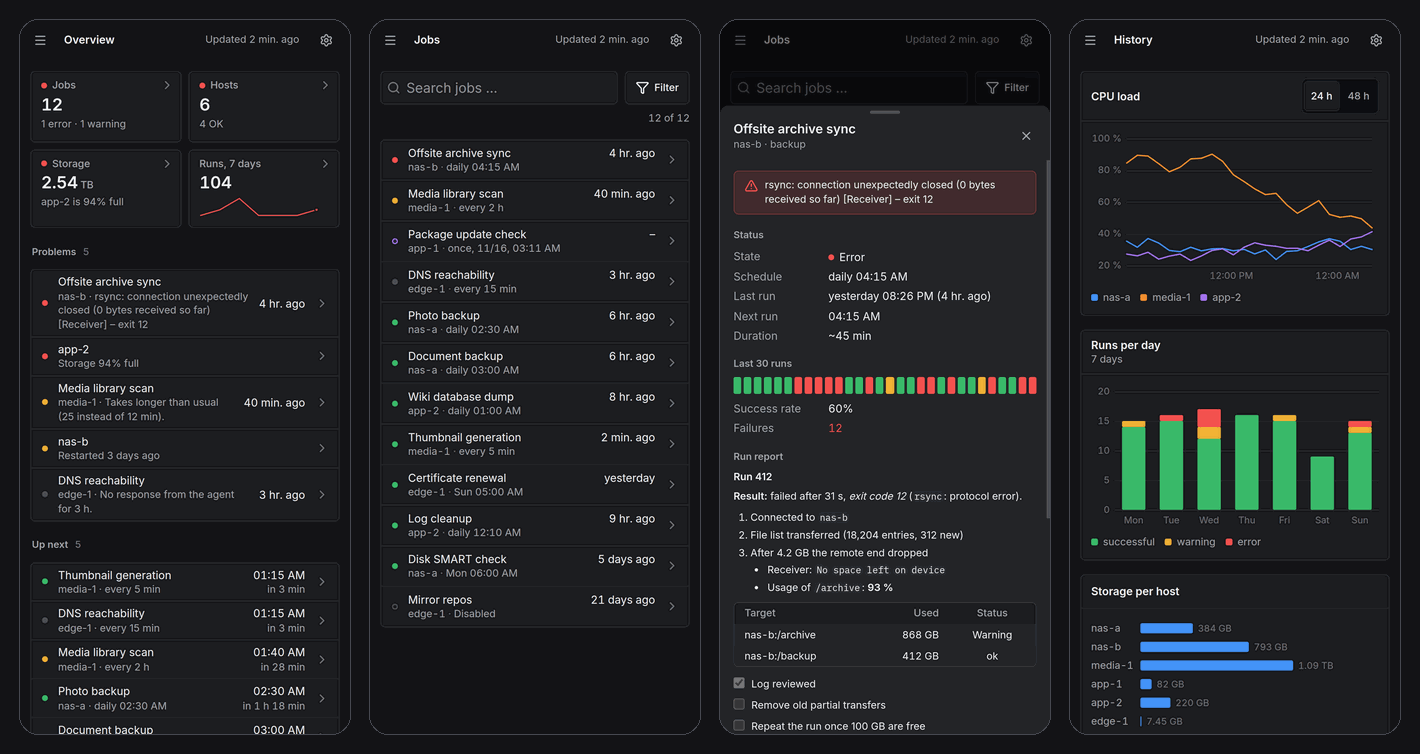 Overview
Updated 2 min. ago
Jobs
12
1 error · 1 warning
Hosts
6
4 OK
Storage
2.54 TB
app-2 is 94% full
Runs, 7 days
104
Problems 5
Offsite archive sync
nas-b · rsync: connection unexpectedly
closed (0 bytes received so far)
[Receiver] – exit 12
4 hr. ago
app-2
Storage 94% full
Media library scan
media-1 · Takes longer than usual
(25 instead of 12 min).
40 min. ago
nas-b
Restarted 3 days ago
DNS reachability
edge-1 · No response from the agent
for 3 h.
3 hr. ago
Up next 5
Thumbnail generation 01:15 AM
media-1 · every 5 min in 3 min
DNS reachability 01:15 AM
edge-1 · every 15 min in 3 min
Media library scan 01:40 AM
media-1 · every 2 h in 28 min
Photo backup 02:30 AM
nas-a · daily 02:30 AM in 1 h 18 min
Document backup 03:00 AM
Jobs
Updated 2 min. ago
Search jobs ...
Filter
12 of 12
Offsite archive sync 4 hr. ago
nas-b · daily 04:15 AM
Media library scan 40 min. ago
media-1 · every 2 h
Package update check –
app-1 · once, 11/16, 03:11 AM
DNS reachability 3 hr. ago
edge-1 · every 15 min
Photo backup 6 hr. ago
nas-a · daily 02:30 AM
Document backup 6 hr. ago
nas-a · daily 03:00 AM
Wiki database dump 8 hr. ago
app-2 · daily 01:00 AM
Thumbnail generation 2 min. ago
media-1 · every 5 min
Certificate renewal yesterday
edge-1 · Sun 05:00 AM
Log cleanup 9 hr. ago
app-2 · daily 12:10 AM
Disk SMART check 5 days ago
nas-a · Mon 06:00 AM
Mirror repos 21 days ago
edge-1 · Disabled
Jobs
Updated 2 min. ago
Search jobs ...
Filter
Offsite archive sync
nas-b · backup
rsync: connection unexpectedly closed (0 bytes
received so far) [Receiver] – exit 12
Status
State Error
Schedule daily 04:15 AM
Last run yesterday 08:26 PM (4 hr. ago)
Next run 04:15 AM
Duration ~45 min
Last 30 runs
Success rate 60%
Failures 12
Run report
Run 412
Result: failed after 31 s, exit code 12 (rsync: protocol error).
1. Connected to nas-b
2. File list transferred (18,204 entries, 312 new)
3. After 4.2 GB the remote end dropped
• Receiver: No space left on device
• Usage of /archive: 93 %
Target Used Status
nas-b:/archive 868 GB Warning
nas-b:/backup 412 GB ok
Log reviewed
Remove old partial transfers
Repeat the run once 100 GB are free
History
Updated 2 min. ago
CPU load
24 h 48 h
100 %
80 %
60 %
40 %
20 %
12:00 PM 12:00 AM
nas-a media-1 app-2
Runs per day
7 days
20
15
10
5
0
Mon Tue Wed Thu Fri Sat Sun
successful warning error
Storage per host
nas-a 384 GB
nas-b 793 GB
media-1 1.09 TB
app-1 82 GB
app-2 220 GB
edge-1 7.45 GB